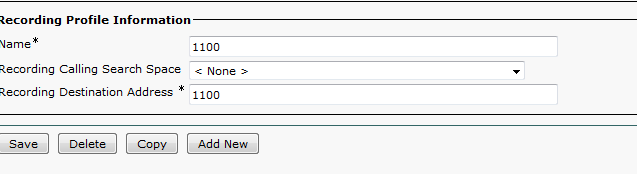 Recording Profile Information
Name*
1100
Recording Calling Search Space
< None >
Recording Destination Address *
1100
Save Delete Copy Add New